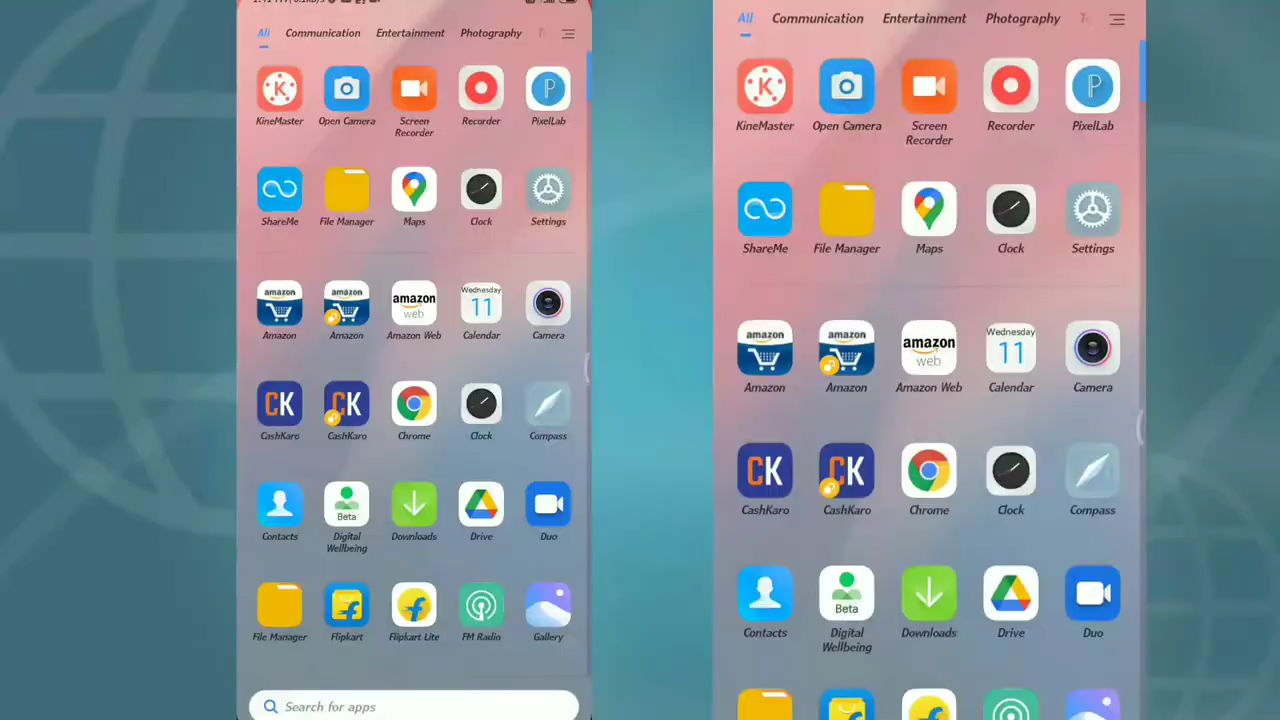 All Communication Entertainment Photography
KineMaster Open Camera Screen Recorder Recorder PixelLab
ShareMe File Manager Maps Clock Settings
amazon amazon amazon web Wednesday 11
Amazon Amazon Amazon Web Calendar Camera
CK CK
CashKaro CashKaro Chrome Clock Compass
Beta
Contacts Digital Wellbeing Downloads Drive Duo
File Manager Flipkart Flipkart Lite FM Radio Gallery
Search for apps
All Communication Entertainment Photography
KineMaster Open Camera Screen Recorder Recorder PixelLab
ShareMe File Manager Maps Clock Settings
amazon amazon amazon web Wednesday 11
Amazon Amazon Amazon Web Calendar Camera
CK CK
CashKaro CashKaro Chrome Clock Compass
Beta
Contacts Digital Wellbeing Downloads Drive Duo